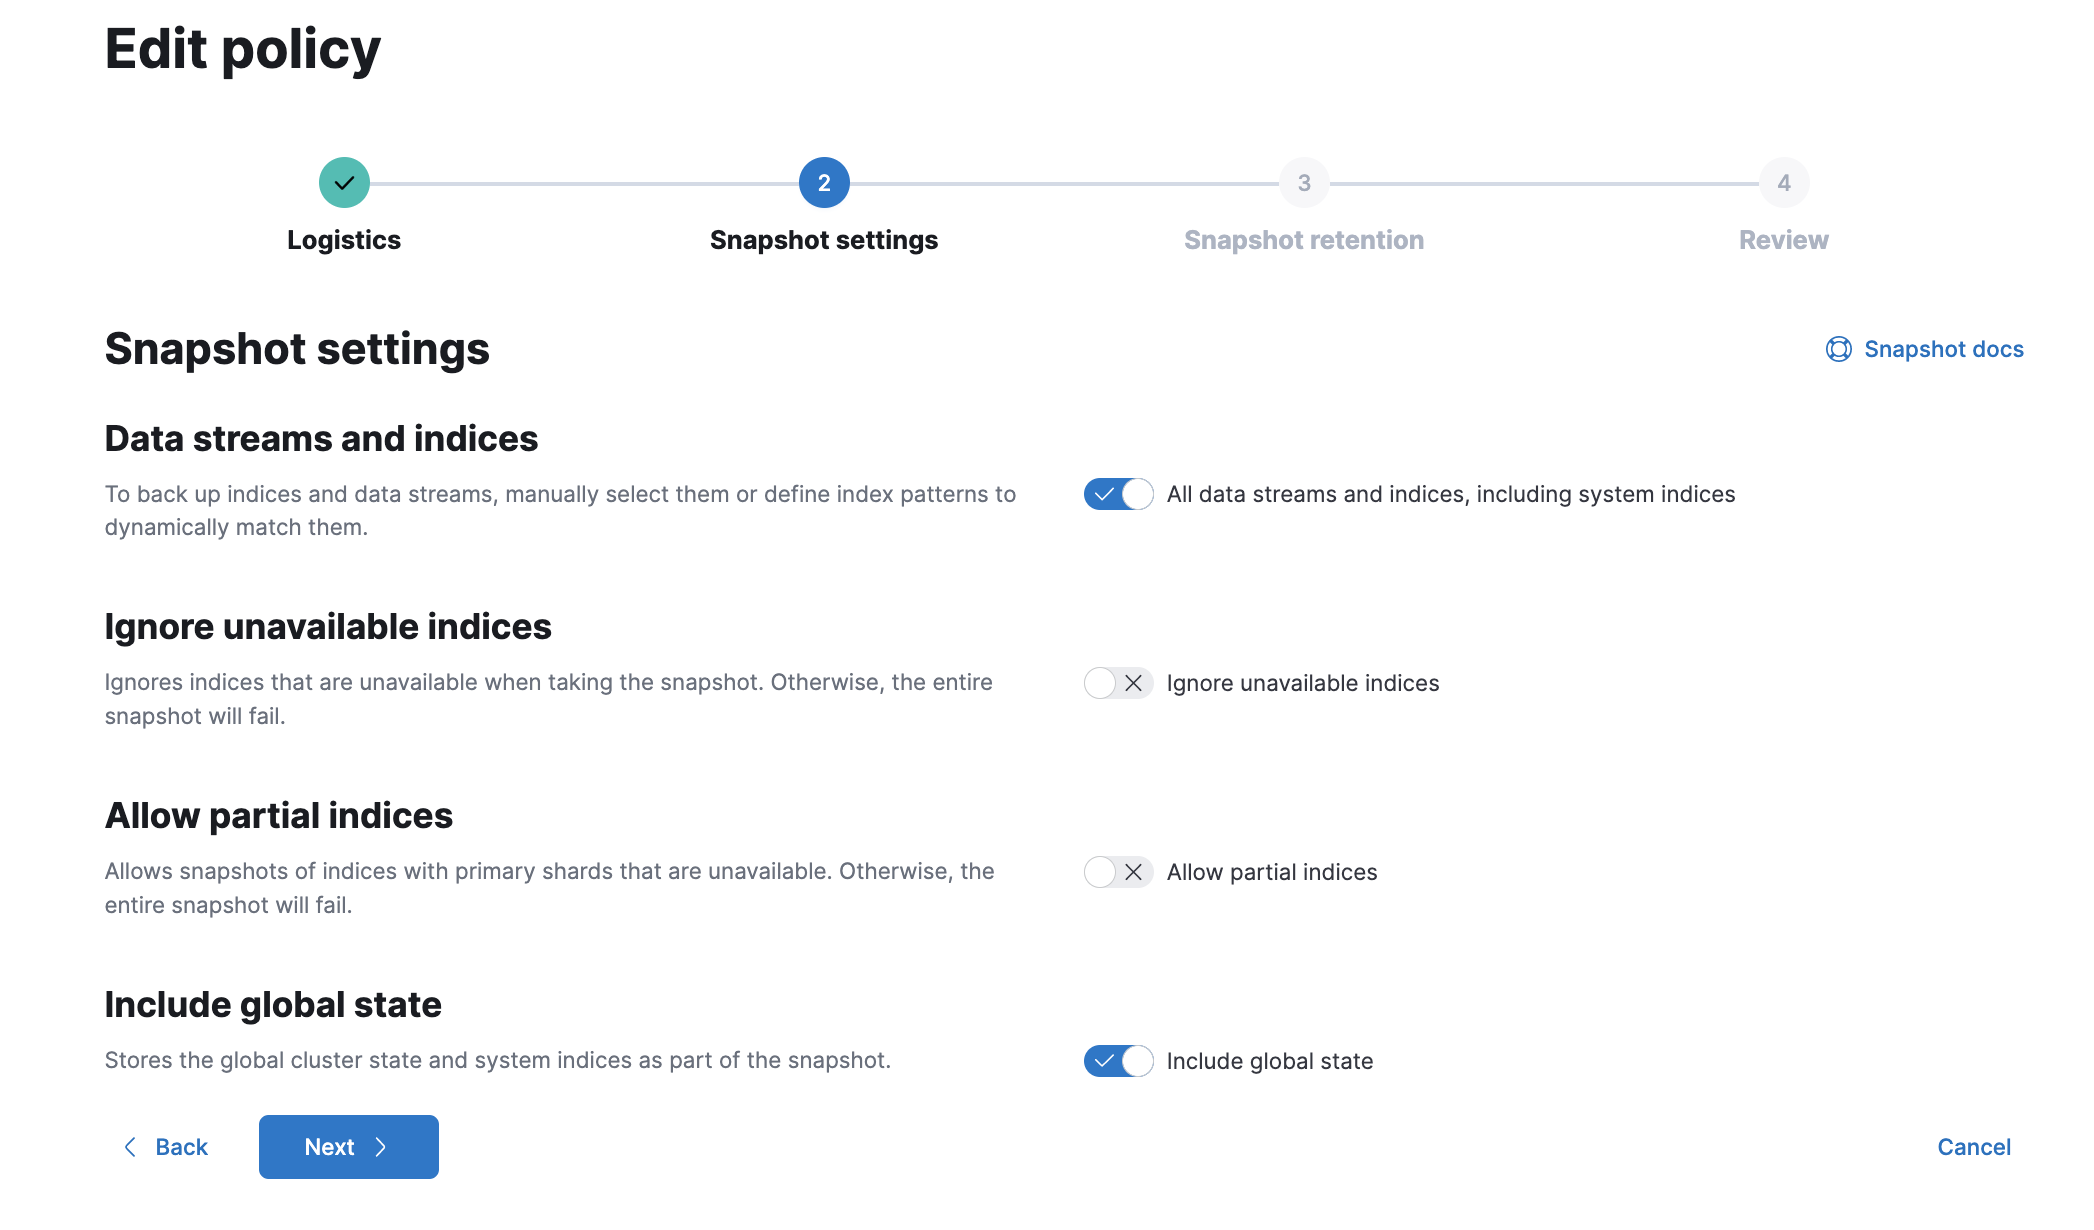 Edit policy
2
3
4
Logistics
Snapshot settings
Snapshot retention
Review
Snapshot settings
Snapshot docs
Data streams and indices
To back up indices and data streams, manually select them or define index patterns to
dynamically match them.
All data streams and indices, including system indices
Ignore unavailable indices
Ignores indices that are unavailable when taking the snapshot. Otherwise, the entire
snapshot will fail.
Ignore unavailable indices
Allow partial indices
Allows snapshots of indices with primary shards that are unavailable. Otherwise, the
entire snapshot will fail.
Allow partial indices
Include global state
Stores the global cluster state and system indices as part of the snapshot.
Include global state
Back
Next
Cancel